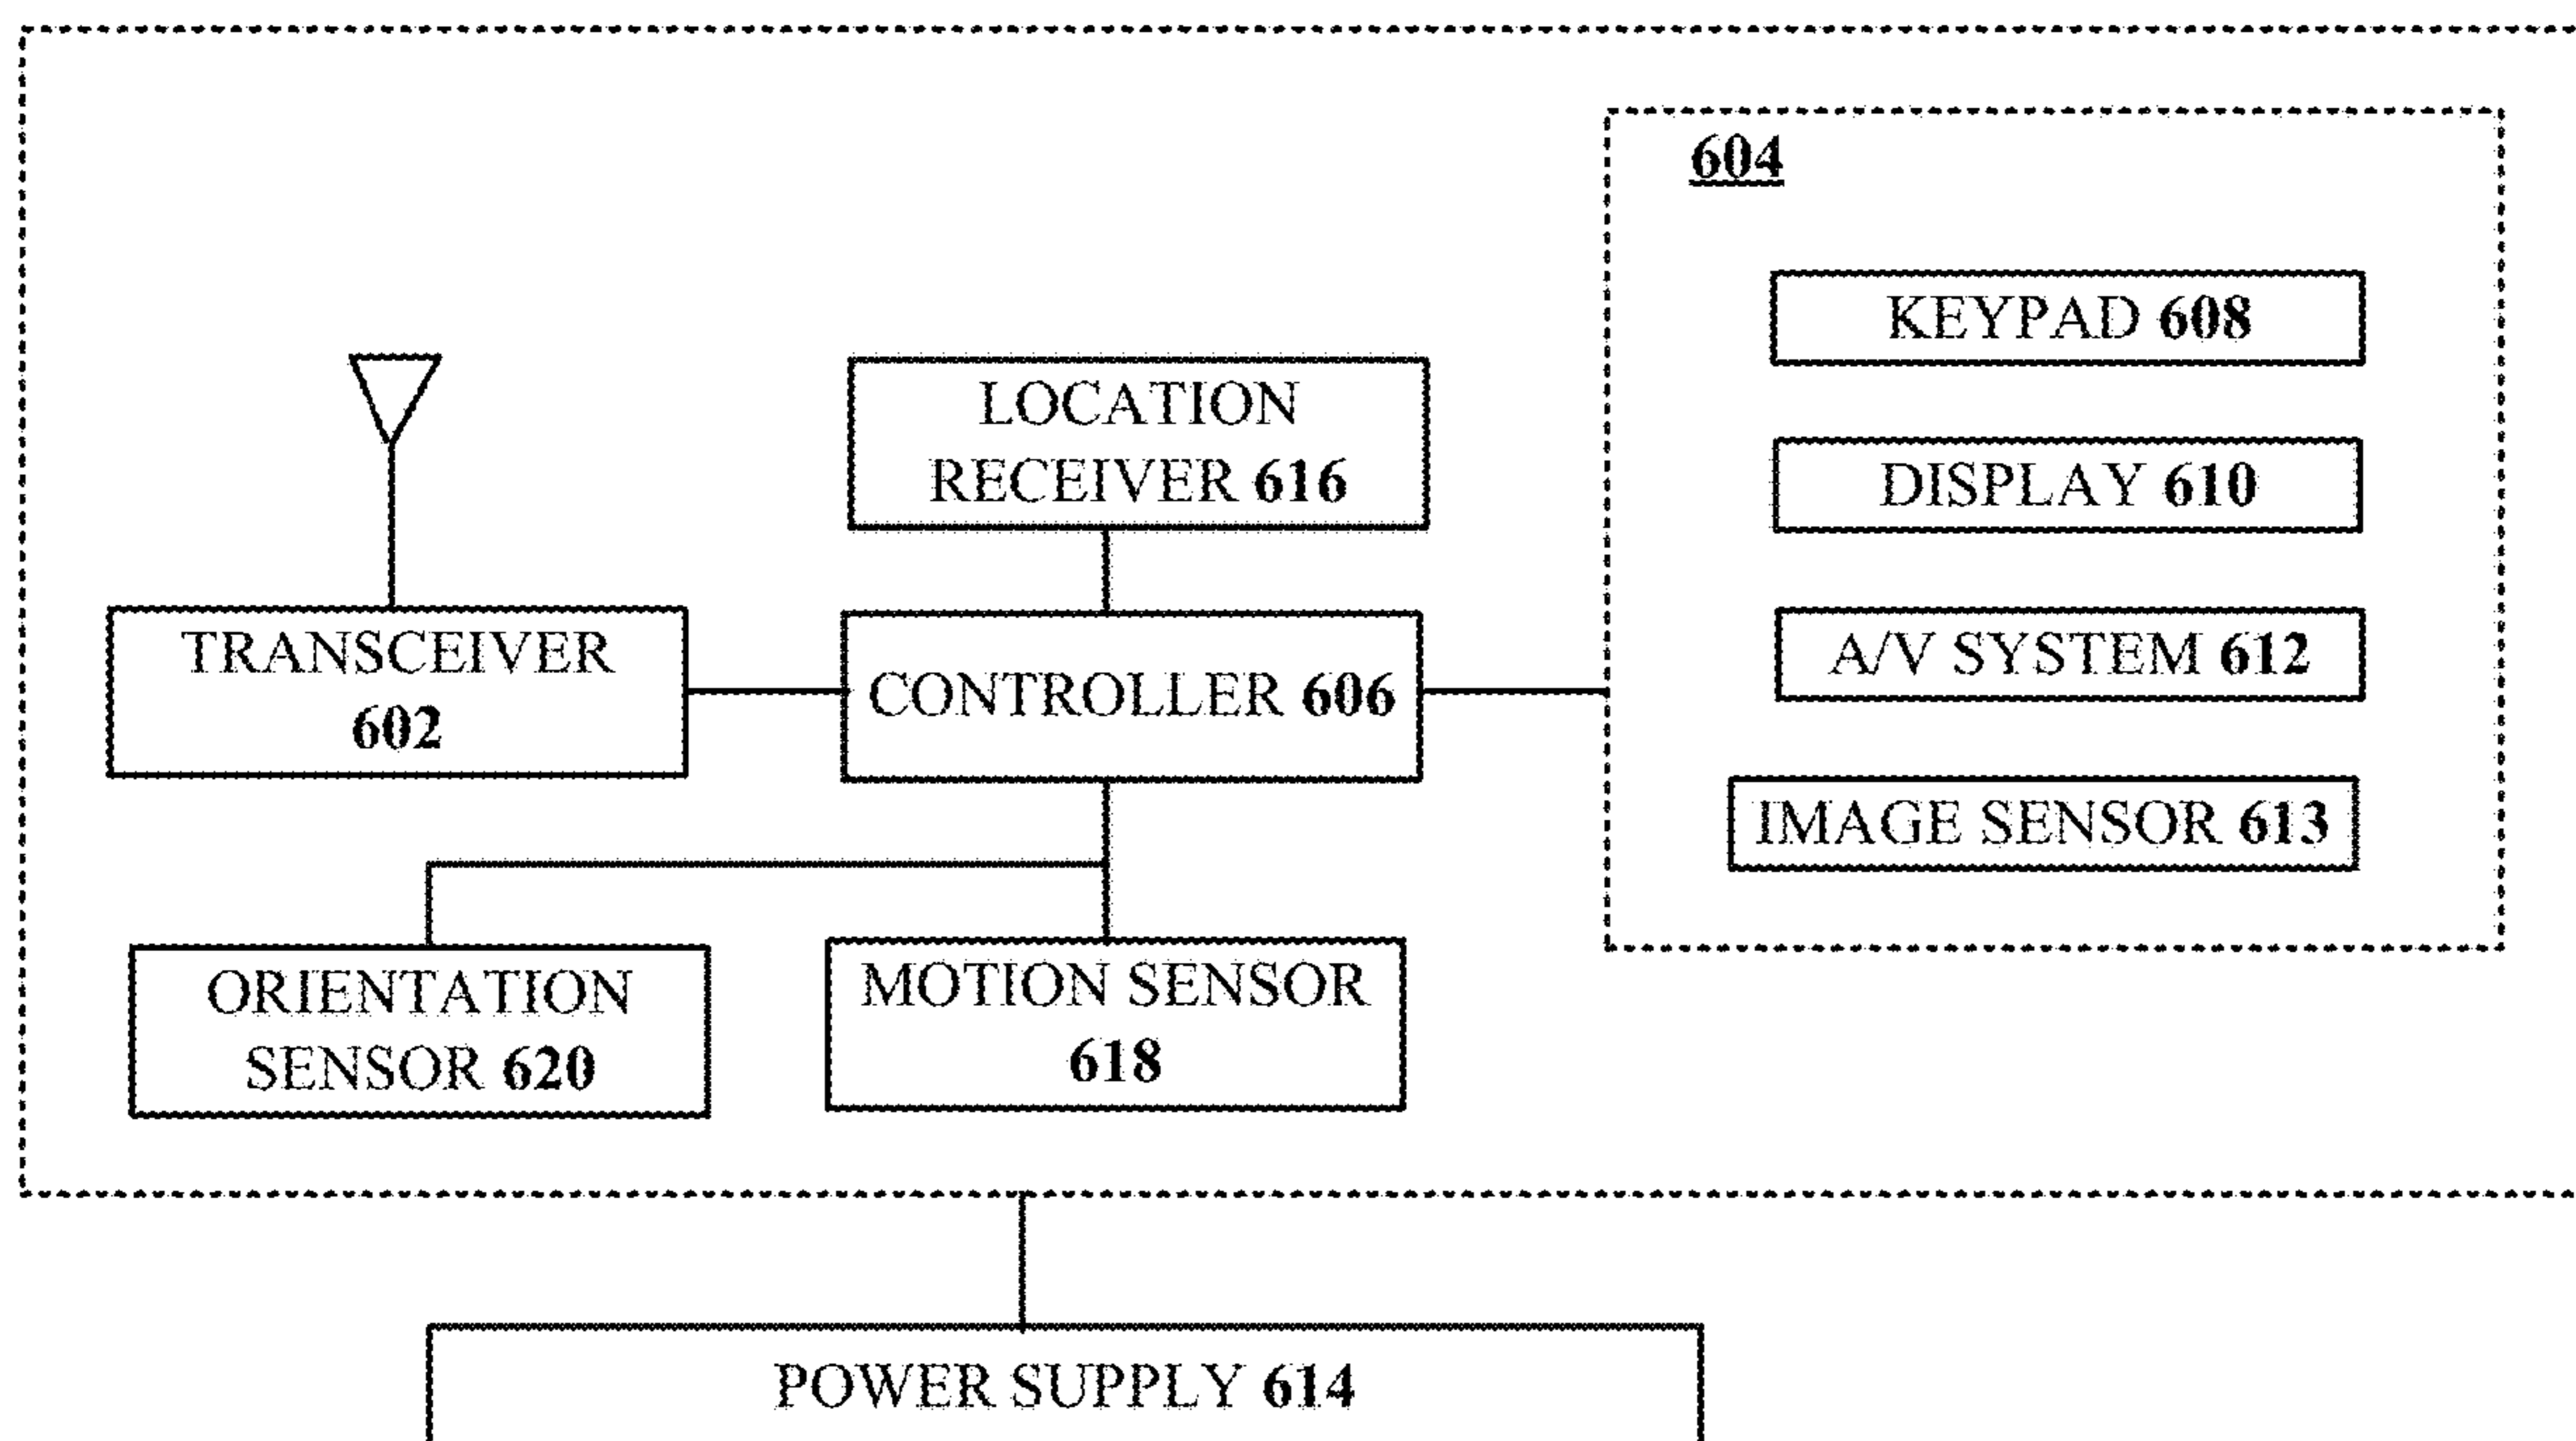 604
KEYPAD 608
DISPLAY 610
A/V SYSTEM 612
IMAGE SENSOR 613
LOCATION
RECEIVER 616
TRANSCEIVER
602
CONTROLLER 606
ORIENTATION
SENSOR 620
MOTION SENSOR
618
POWER SUPPLY 614